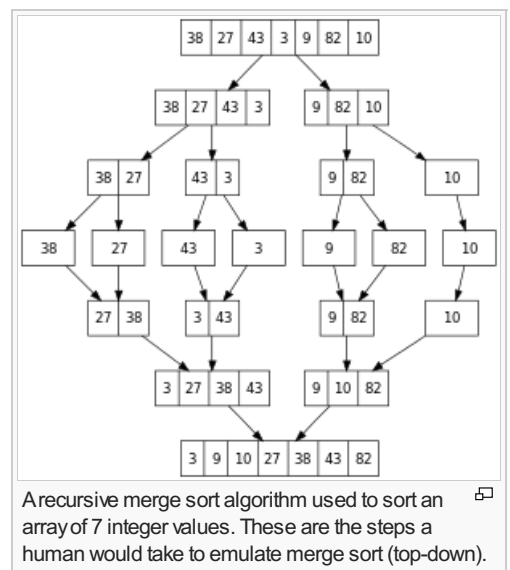 38 27 43 3 9 82 10
38 27 43 3 9 82 10
38 27 43 3 9 82 10
38 27 43 3 9 82 10
27 38 3 43 9 82 10
3 27 38 43 9 10 82
3 9 10 27 38 43 82
A recursive merge sort algorithm used to sort an
array of 7 integer values. These are the steps a
human would take to emulate merge sort (top-down).